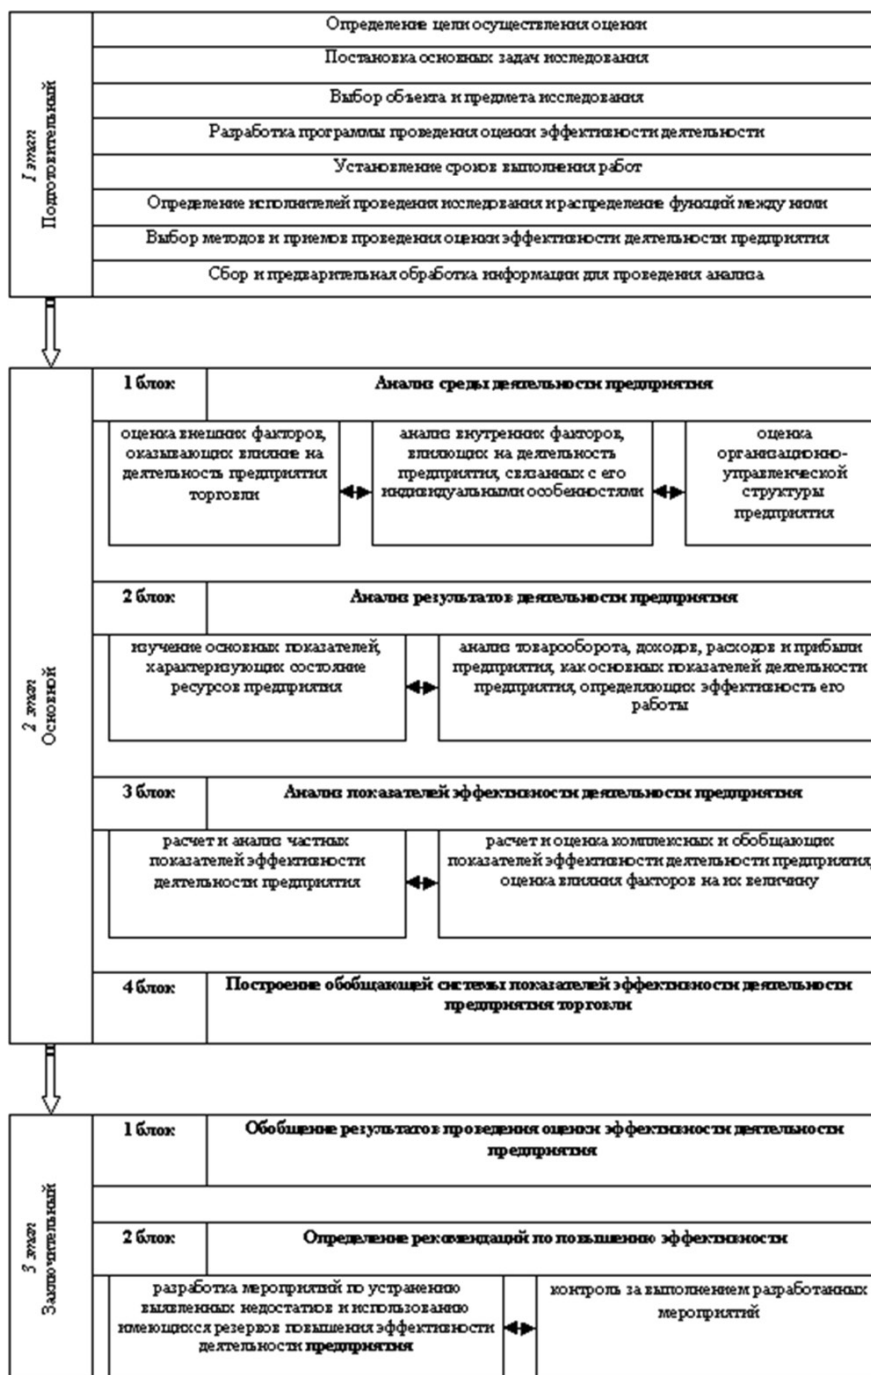 1 этап
Подготовительный
Определение цели осуществления оценки
Постановка основных задач исследования
Выбор объекта и предмета исследования
Разработка программы проведения оценки эффективности деятельности
Установление сроков выполнения работ
Определение исполнителей проведения исследования и распределение функций между ними
Выбор методов и приемов проведения оценки эффективности деятельности предприятия
Сбор и предварительная обработка информации для проведения анализа
2 этап
Основной
1 блок
Анализ среды деятельности предприятия
оценка внешних факторов,
оказывающих влияние на
деятельность предприятия
торговли
анализ внутренних факторов,
влияющих на деятельность
предприятия, связанных с его
индивидуальными особенностями
оценка
организационно-
управленческой
структуры
предприятия
2 блок
Анализ результатов деятельности предприятия
изучение основных показателей,
характеризующих состояние
ресурсов предприятия
анализ товарооборота, доходов, расходов и прибыли
предприятия, как основных показателей деятельности
предприятия, определяющих эффективность его
работы
3 блок
Анализ показателей эффективности деятельности предприятия
расчет и анализ частных
показателей эффективности
деятельности предприятия
расчет и оценка комплексных и обобщающих
показателей эффективности деятельности предприятия,
оценка влияния факторов на их величину
4 блок
Построение обобщающей системы показателей эффективности деятельности
предприятия торговли
3 этап
Заключительный
1 блок
Обобщение результатов проведения оценки эффективности деятельности
предприятия
2 блок
Определение рекомендаций по повышению эффективности
разработка мероприятий по устранению
выявленных недостатков и использованию
имеющихся резервов повышения эффективности
деятельности предприятия
контроль за выполнением разработанных
мероприятий